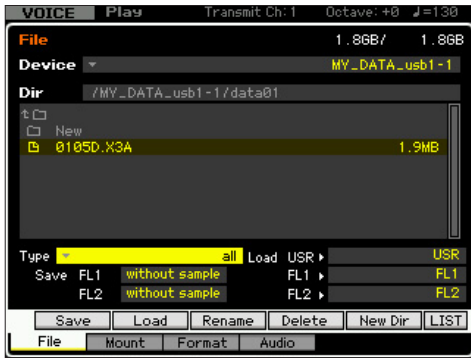 VOICE Play Transmit Ch:1 Octave:+0 ♩=130
File 1.8GB/ 1.8GB
Device MY_DATA_usb1-1
Dir /MY_DATA_usb1-1/data01
New
0105D.X3A 1.9MB
Type all Load USR USR
Save FL1 without sample FL1 FL1
FL2 without sample FL2 FL2
Save Load Rename Delete New Dir LIST
File Mount Format Audio